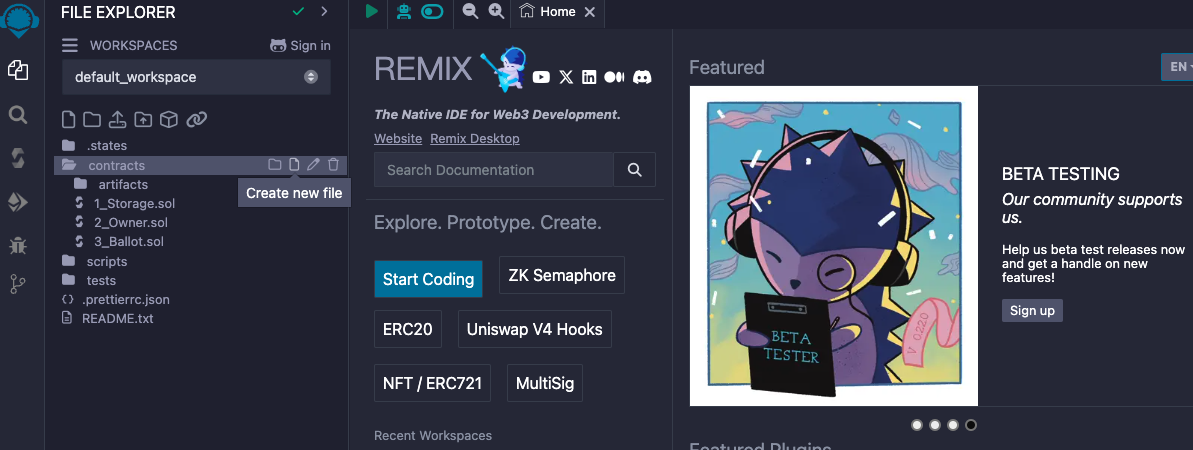 FILE EXPLORER
WORKSPACES
Sign in
default_workspace
.states
contracts
Create new file
artifacts
1_Storage.sol
2_Owner.sol
3_Ballot.sol
scripts
tests
.prettierrc.json
README.txt
Home
REMIX
The Native IDE for Web3 Development.
Website Remix Desktop
Search Documentation
Explore. Prototype. Create.
Start Coding
ZK Semaphore
ERC20
Uniswap V4 Hooks
NFT / ERC721
MultiSig
Recent Workspaces
Featured
EN
BETA
TESTER
V 0.22.0
BETA TESTING
Our community supports
us.
Help us beta test releases now
and get a handle on new
features!
Sign up
Featured Plugins